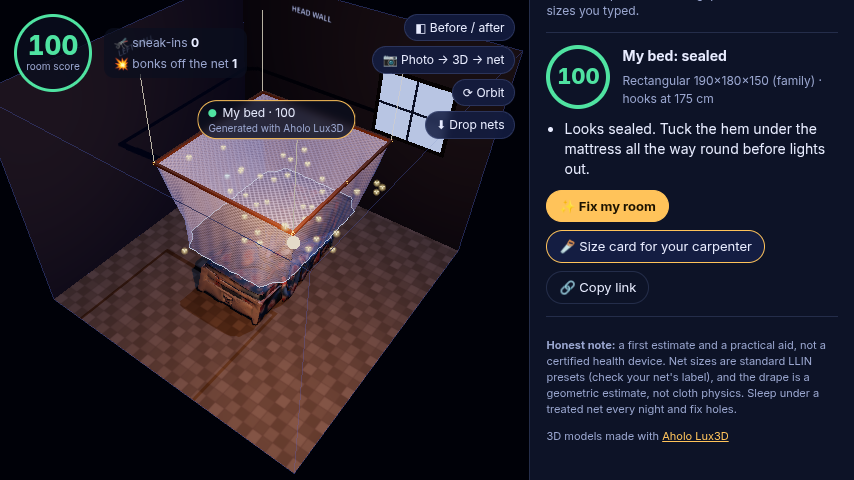 HEAD WALL
100
room score
🦟 sneak-ins 0
💥 bonks off the net 1
◧ Before / after
📷 Photo → 3D → net
⟳ Orbit
⬇ Drop nets
My bed · 100
Generated with Aholo Lux3D
sizes you typed.
100
My bed: sealed
Rectangular 190×180×150 (family) ·
hooks at 175 cm
• Looks sealed. Tuck the hem under the
mattress all the way round before lights
out.
✨ Fix my room
🪚 Size card for your carpenter
🔗 Copy link
Honest note: a first estimate and a practical aid, not a
certified health device. Net sizes are standard LLIN
presets (check your net's label), and the drape is a
geometric estimate, not cloth physics. Sleep under a
treated net every night and fix holes.
3D models made with Aholo Lux3D